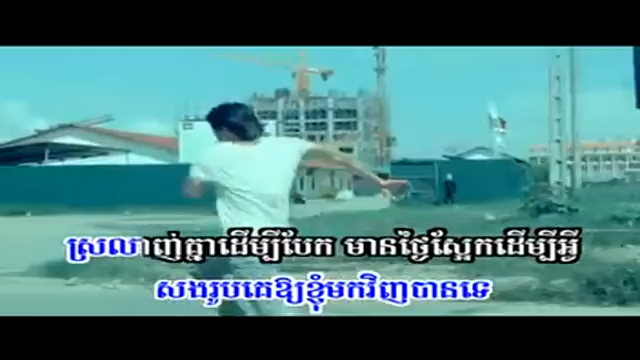 ស្រលាញ់គ្នាដើម្បីបែក មានថ្ងៃស្អែកដើម្បីអ្វី
សងរូបគេឱ្យខ្ញុំមកវិញបានទេ